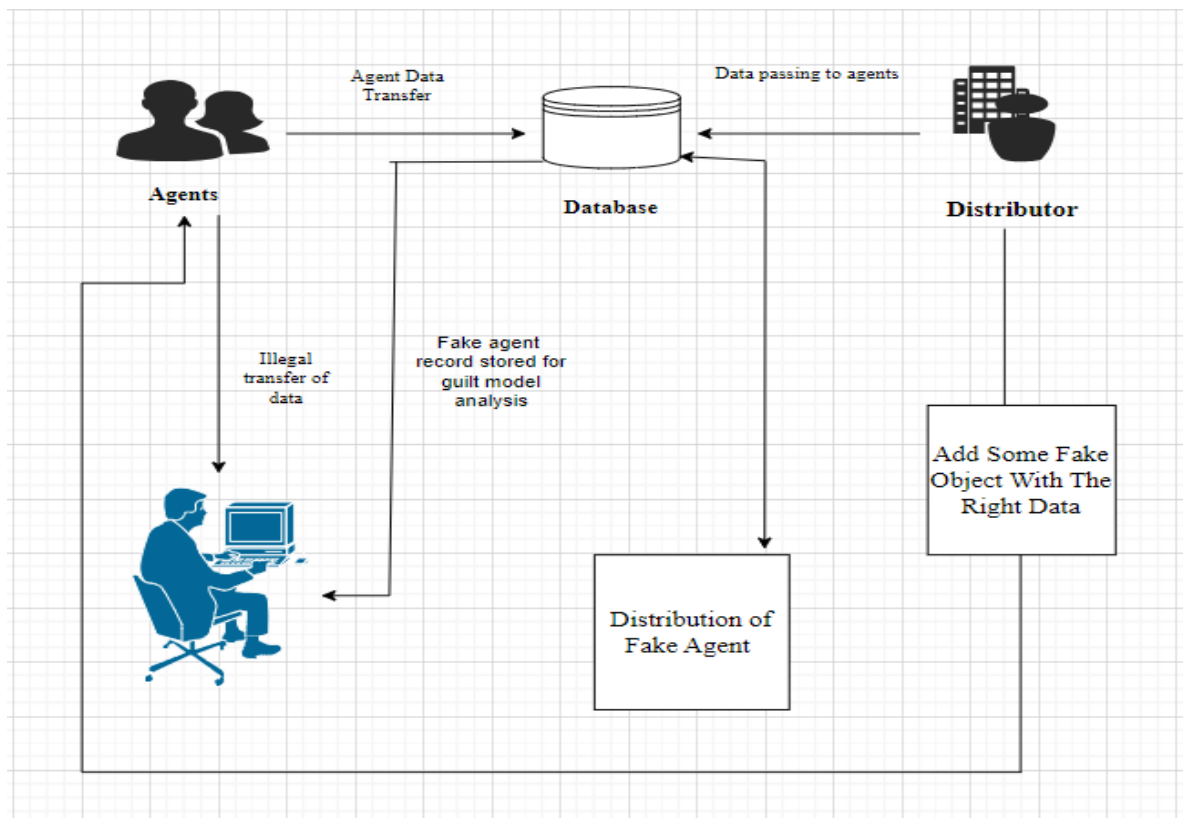 Agent Data
Transfer
Data passing to agents
Agents
Database
Distributor
Illegal
transfer of
data
Fake agent
record stored for
guilt model
analysis
Add Some Fake
Object With The
Right Data
Distribution of
Fake Agent